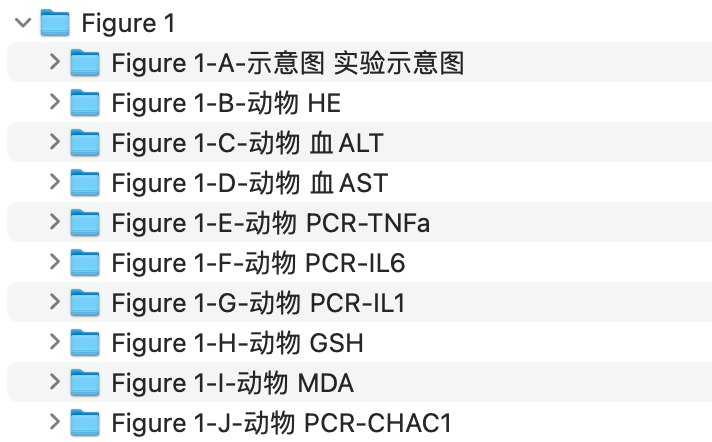 Figure 1
Figure 1-A-示意图 实验示意图
Figure 1-B-动物 HE
Figure 1-C-动物 血ALT
Figure 1-D-动物 血AST
Figure 1-E-动物 PCR-TNFa
Figure 1-F-动物 PCR-IL6
Figure 1-G-动物 PCR-IL1
Figure 1-H-动物 GSH
Figure 1-I-动物 MDA
Figure 1-J-动物 PCR-CHAC1